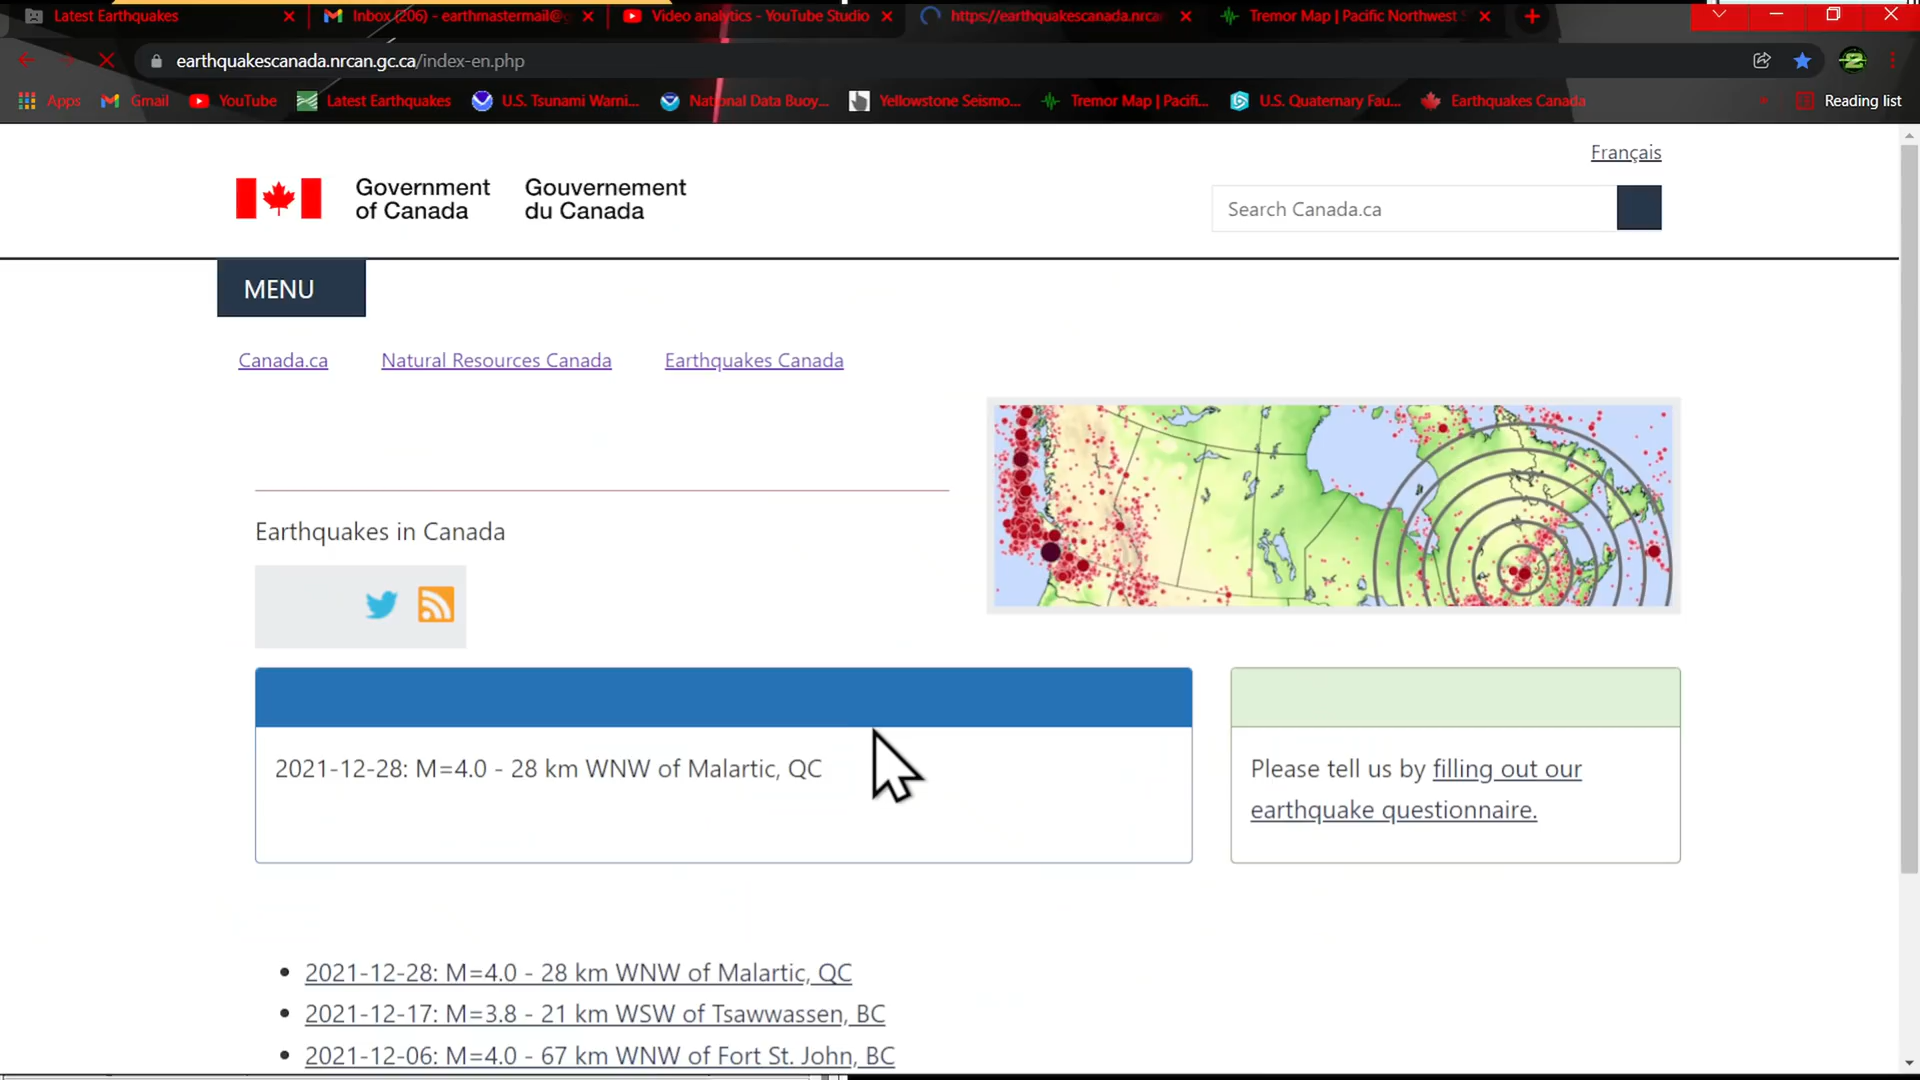 Latest Earthquakes
Inbox (206) - earthmastermail@g
Video analytics - YouTube Studio
https://earthquakescanada.nrca
Tremor Map | Pacific Northwest S
earthquakescanada.nrcan.gc.ca/index-en.php
Apps
Gmail
YouTube
Latest Earthquakes
U.S. Tsunami Warni...
National Data Buoy...
Yellowstone Seismo...
Tremor Map | Pacifi...
U.S. Quaternary Fau...
Earthquakes Canada
Reading list
Français
Government of Canada
Gouvernement du Canada
Search Canada.ca
MENU
Canada.ca
Natural Resources Canada
Earthquakes Canada
Earthquakes in Canada
2021-12-28: M=4.0 - 28 km WNW of Malartic, QC
Please tell us by filling out our
earthquake questionnaire.
2021-12-28: M=4.0 - 28 km WNW of Malartic, QC
2021-12-17: M=3.8 - 21 km WSW of Tsawwassen, BC
2021-12-06: M=4.0 - 67 km WNW of Fort St. John, BC